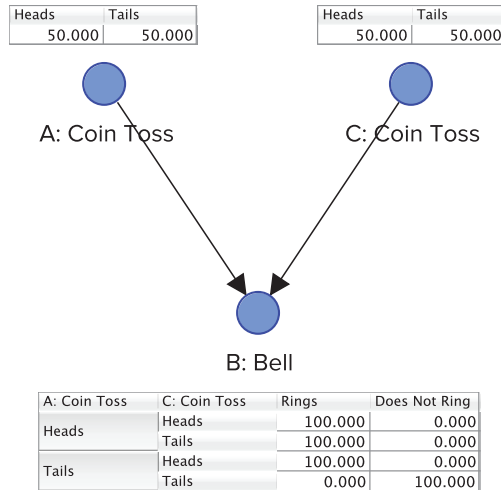 Heads Tails Heads Tails
50.000 50.000 50.000 50.000
A: Coin Toss C: Coin Toss
B: Bell
A: Coin Toss C: Coin Toss Rings Does Not Ring
Heads Heads 100.000 0.000
Tails 100.000 0.000
Tails Heads 100.000 0.000
Tails 0.000 100.000